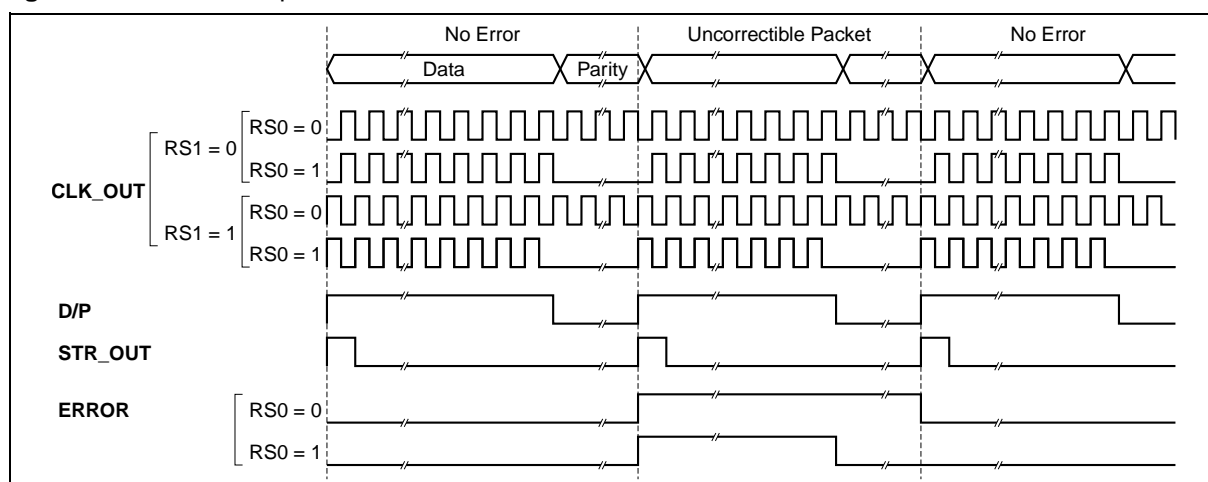 No Error Uncorrectible Packet No Error
Data Parity
CLK_OUT
RS1 = 0
RS0 = 0
RS0 = 1
RS1 = 1
RS0 = 0
RS0 = 1
D/P
STR_OUT
ERROR
RS0 = 0
RS0 = 1